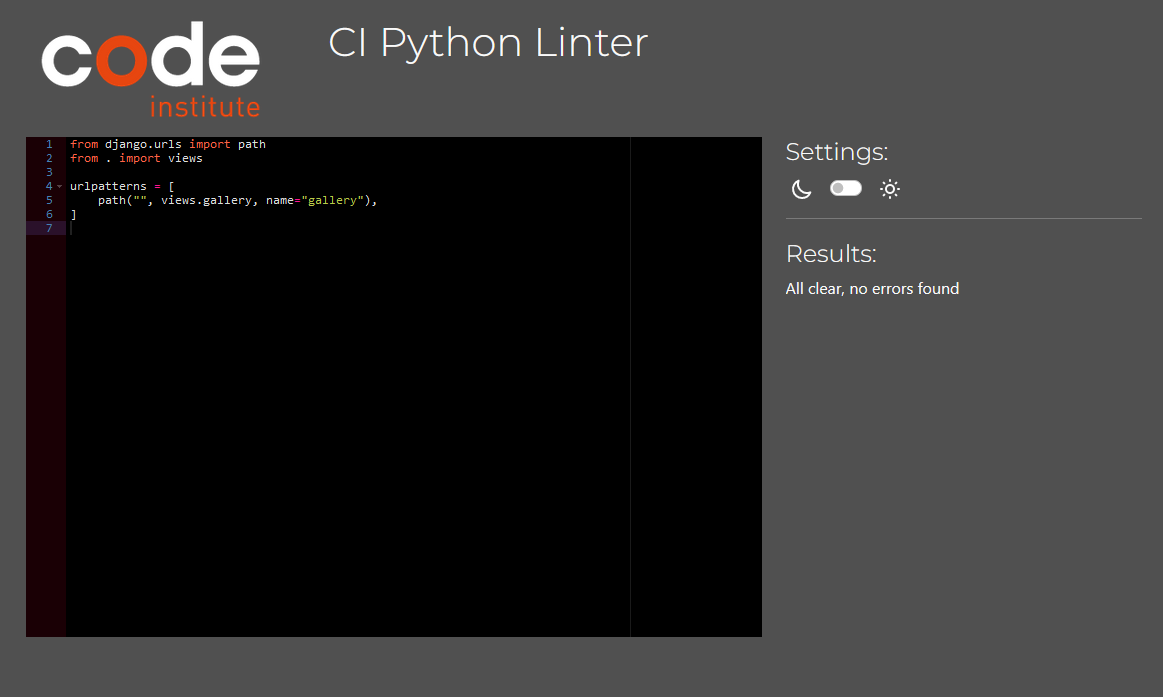 code
institute
CI Python Linter
1 from django.urls import path
2 from . import views
3
4 urlpatterns = [
5     path("", views.gallery, name="gallery"),
6 ]
7
Settings:
Results:
All clear, no errors found